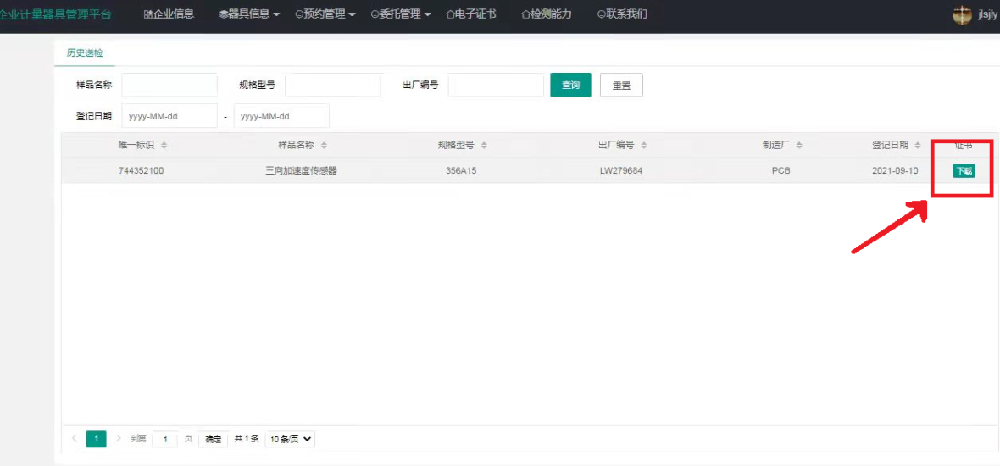 企业计量器具管理平台 企业信息 器具信息 预约管理 委托管理 电子证书 检测能力 联系我们 jlsjly
历史送检
样品名称 规格型号 出厂编号 查询 重置
登记日期 yyyy-MM-dd - yyyy-MM-dd
唯一标识 样品名称 规格型号 出厂编号 制造厂 登记日期 证书
744352100 三向加速度传感器 356A15 LW279684 PCB 2021-09-10 下载
1 到第 1 页 确定 共 1 条 10 条/页